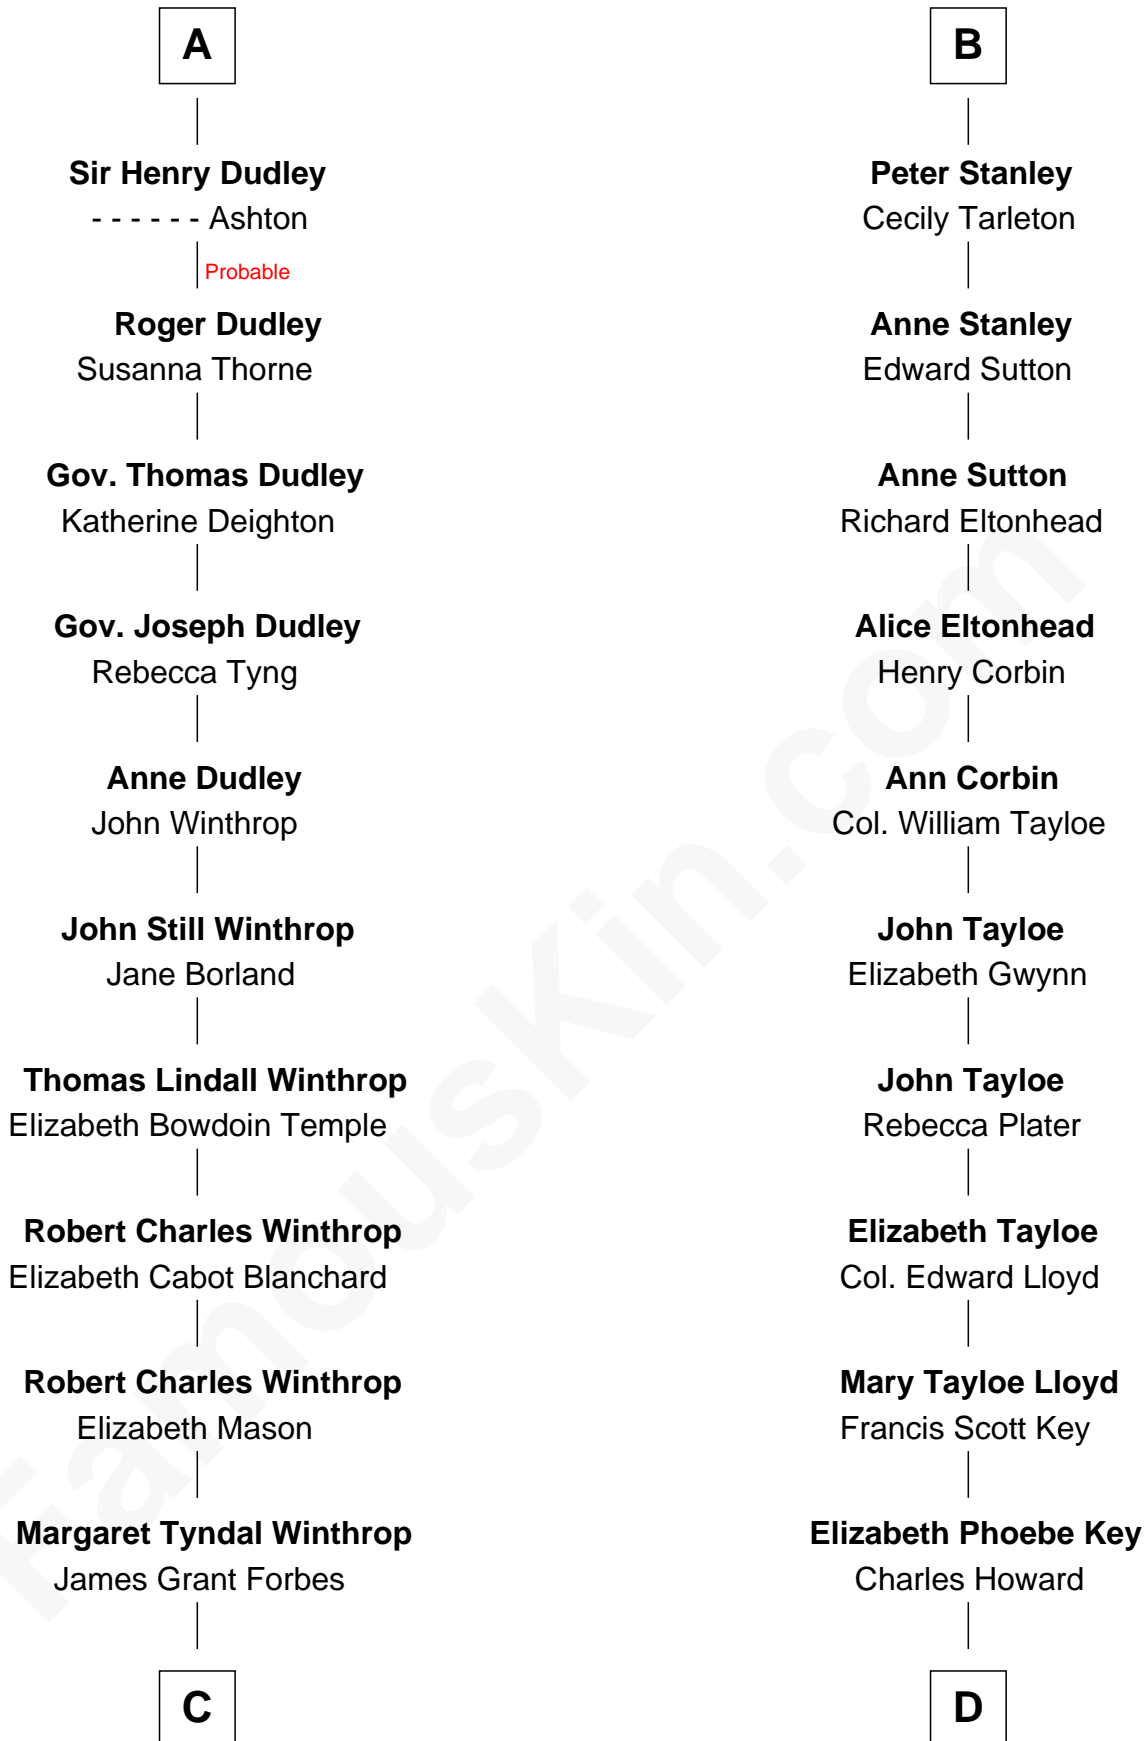 A
Sir Henry Dudley
- - - - - - Ashton
Probable
Roger Dudley
Susanna Thorne
Gov. Thomas Dudley
Katherine Deighton
Gov. Joseph Dudley
Rebecca Tyng
Anne Dudley
John Winthrop
John Still Winthrop
Jane Borland
Thomas Lindall Winthrop
Elizabeth Bowdoin Temple
Robert Charles Winthrop
Elizabeth Cabot Blanchard
Robert Charles Winthrop
Elizabeth Mason
Margaret Tyndal Winthrop
James Grant Forbes
C
B
Peter Stanley
Cecily Tarleton
Anne Stanley
Edward Sutton
Anne Sutton
Richard Eltonhead
Alice Eltonhead
Henry Corbin
Ann Corbin
Col. William Tayloe
John Tayloe
Elizabeth Gwynn
John Tayloe
Rebecca Plater
Elizabeth Tayloe
Col. Edward Lloyd
Mary Tayloe Lloyd
Francis Scott Key
Elizabeth Phoebe Key
Charles Howard
D
FamousKin.com